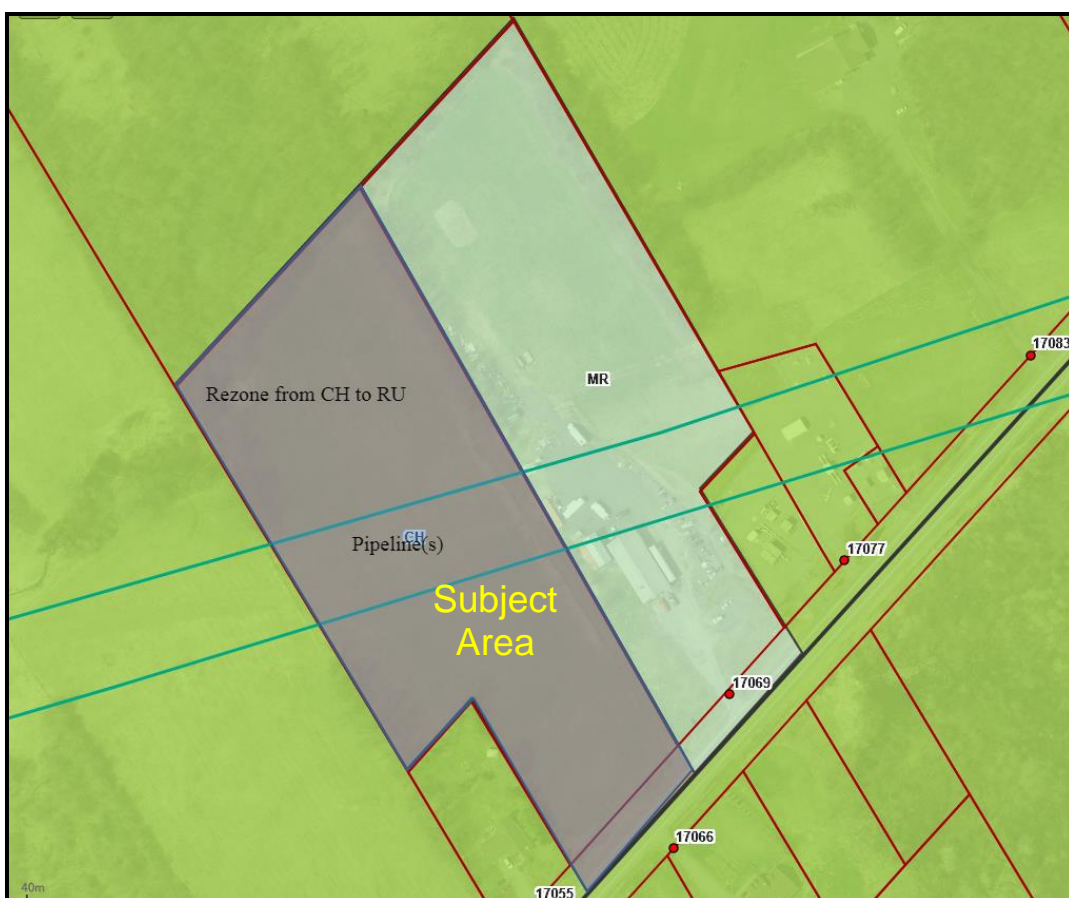 17083
MR
Rezone from CH to RU
CH
Pipeline(s)
17077
Subject
Area
17069
17066
40m
17055